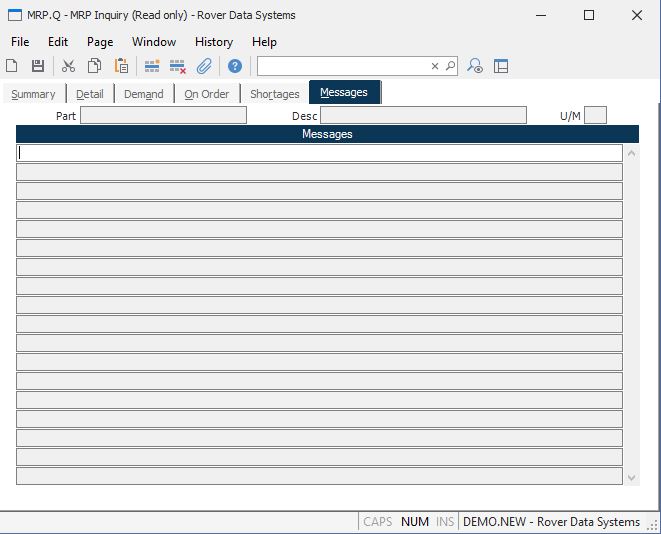 MRP.Q - MRP Inquiry (Read only) - Rover Data Systems
File Edit Page Window History Help
Summary Detail Demand On Order Shortages Messages
Part Desc U/M
Messages
CAPS NUM INS DEMO.NEW - Rover Data Systems